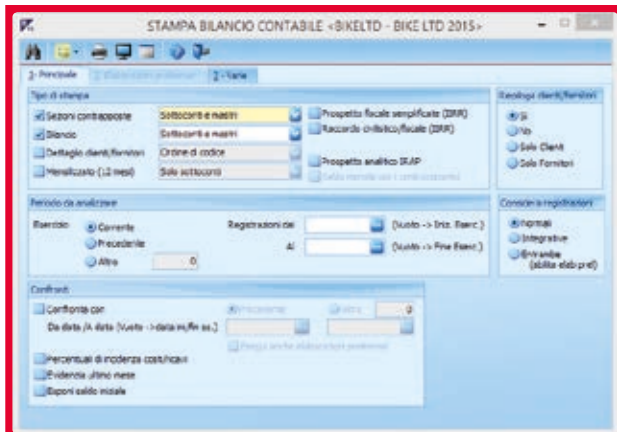 STAMPA BILANCIO CONTABILE <BIKELTD - BIKE LTD 2015>
1- Principale 2- Varie
Tipo di stampa
Sezioni contrapposte Sottoconti e mastri Prospetto fiscale semplificate (IRR)
Bilancio Sottoconti e mastri Raccordo civilistico/fiscale (IRR)
Dettaglio clienti/fornitori Ordine di codice
Prospetto analitico IRAP
Mensilizzato (12 mesi) Solo sottoconti
Riepiloga clienti/fornitori
Si
No
Solo Clienti
Solo Fornitori
Periodo da analizzare
Esercizio Corrente Registrazioni dal (Vuoto -> Iniz. Eserc.)
Precedente Al (Vuoto -> Fine Eserc.)
Altro 0
Considera registrazioni
Normali
Integrative
Entrambe
(abilita elab.prel)
Confronti
Confronta con Precedente Altro 0
Da data /A data (Vuoto ->data in/fin es.)
Percentuali di incidenza costi/ricavi
Evidenzia ultimo mese
Esponi saldo iniziale